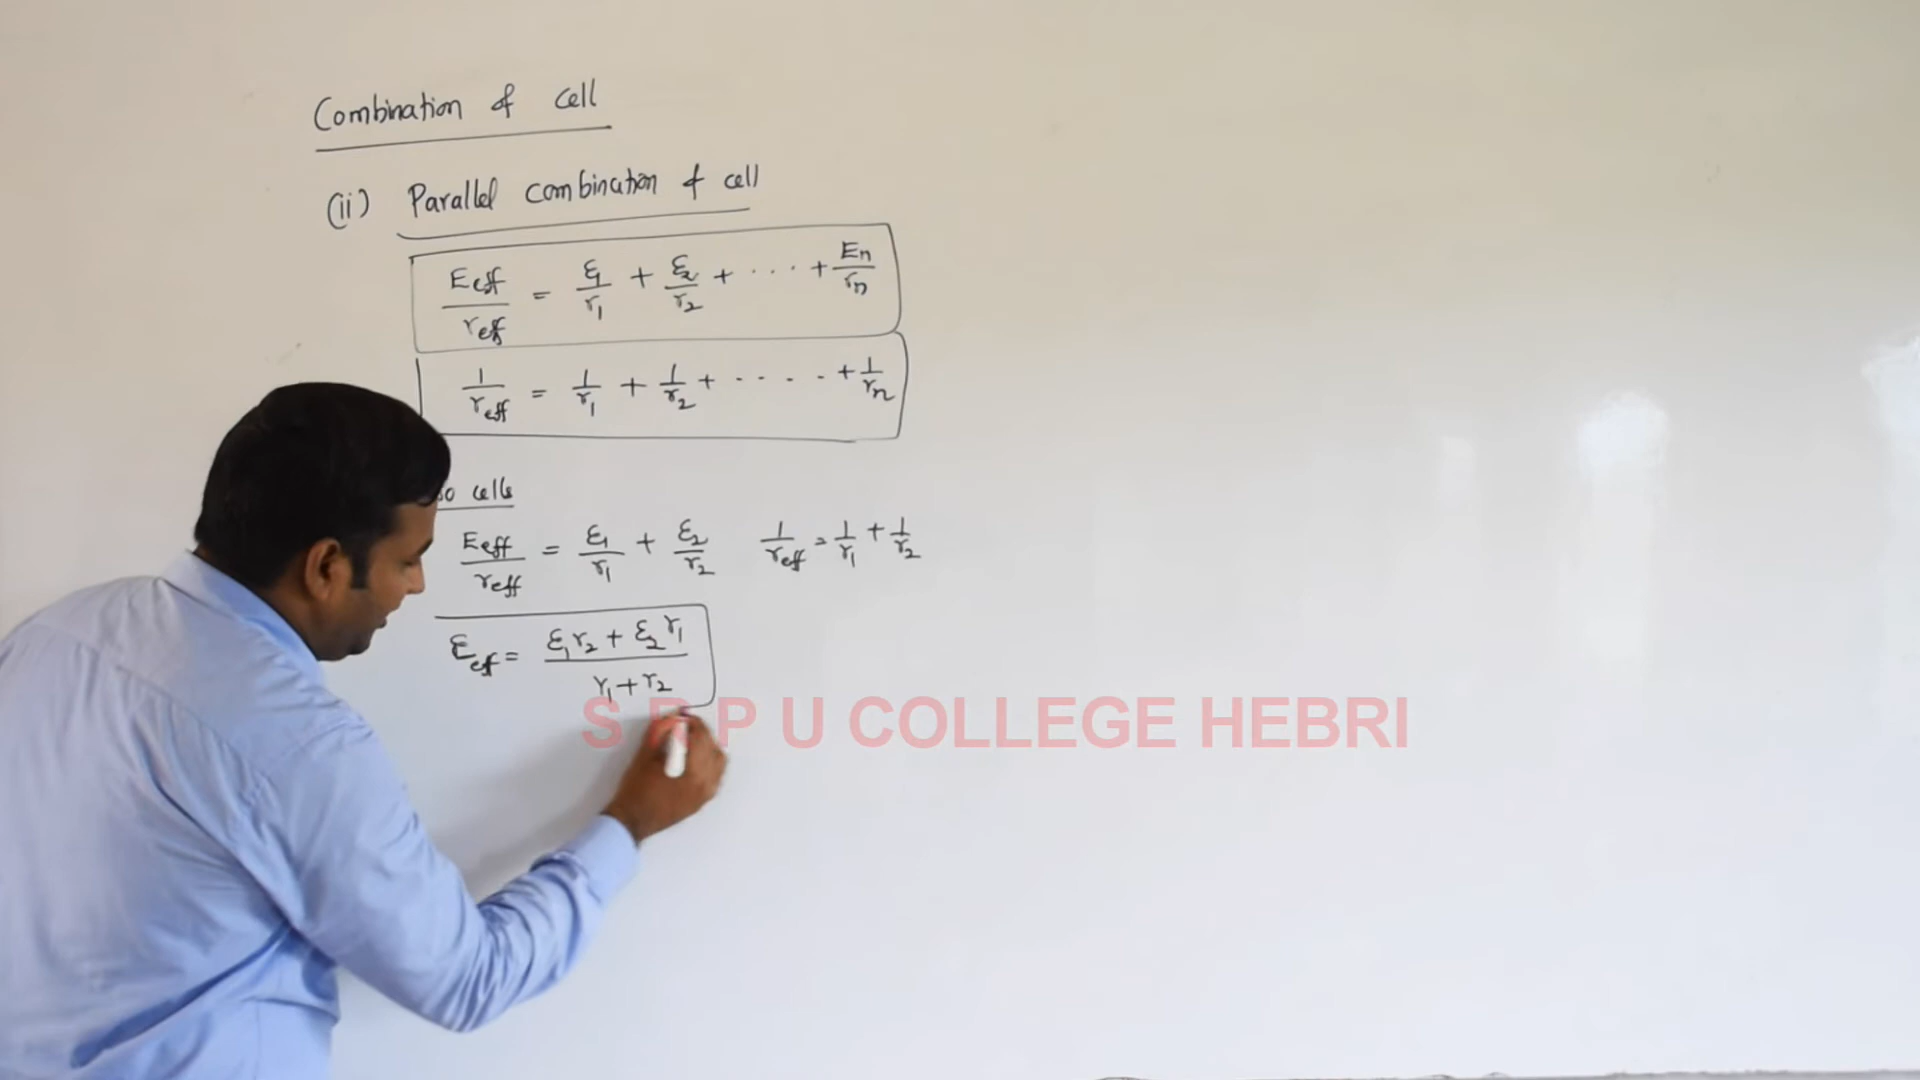 Combination of cell
(ii) Parallel combination of cell
Eeff/reff = ε1/r1 + ε2/r2 + .... + En/rn
1/reff = 1/r1 + 1/r2 + ..... + 1/rn
cells
Eeff/reff = ε1/r1 + ε2/r2 1/reff = 1/r1 + 1/r2
εef = ε1r2 + ε2r1 / r1 + r2
S R P U COLLEGE HEBRI